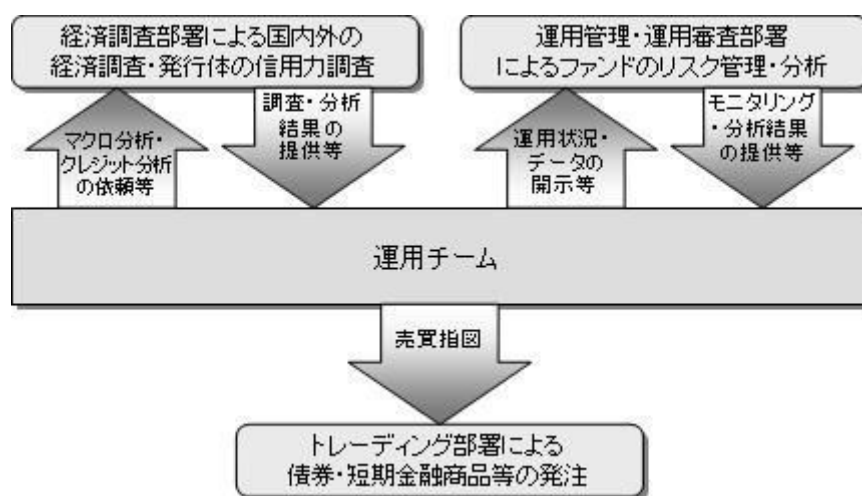 経済調査部署による国内外の
経済調査・発行体の信用力調査
運用管理・運用審査部署
によるファンドのリスク管理・分析
マクロ分析・
クレジット分析
の依頼等
調査・分析
結果の
提供等
運用状況・
データの
開示等
モニタリング
・分析結果
の提供等
運用チーム
売買指図
トレーディング部署による
債券・短期金融商品等の発注